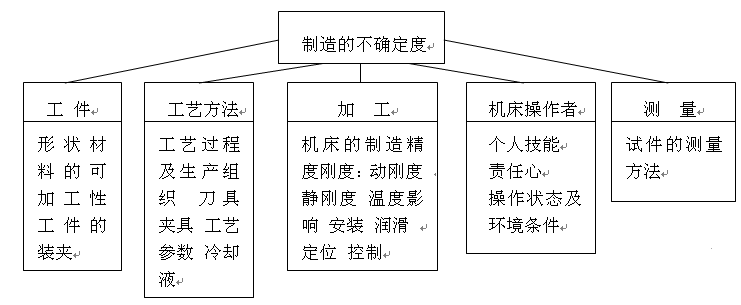 制造的不确定度
工 件
形状材
料的可
加工性
工件的
装夹
工艺方法
工艺过程
及生产组
织 刀具
夹具 工艺
参数 冷却
液
加 工
机床的制造精
度刚度：动刚度
静刚度 温度影
响 安装 润滑
定位 控制
机床操作者
个人技能
责任心
操作状态及
环境条件
测 量
试件的测量
方法